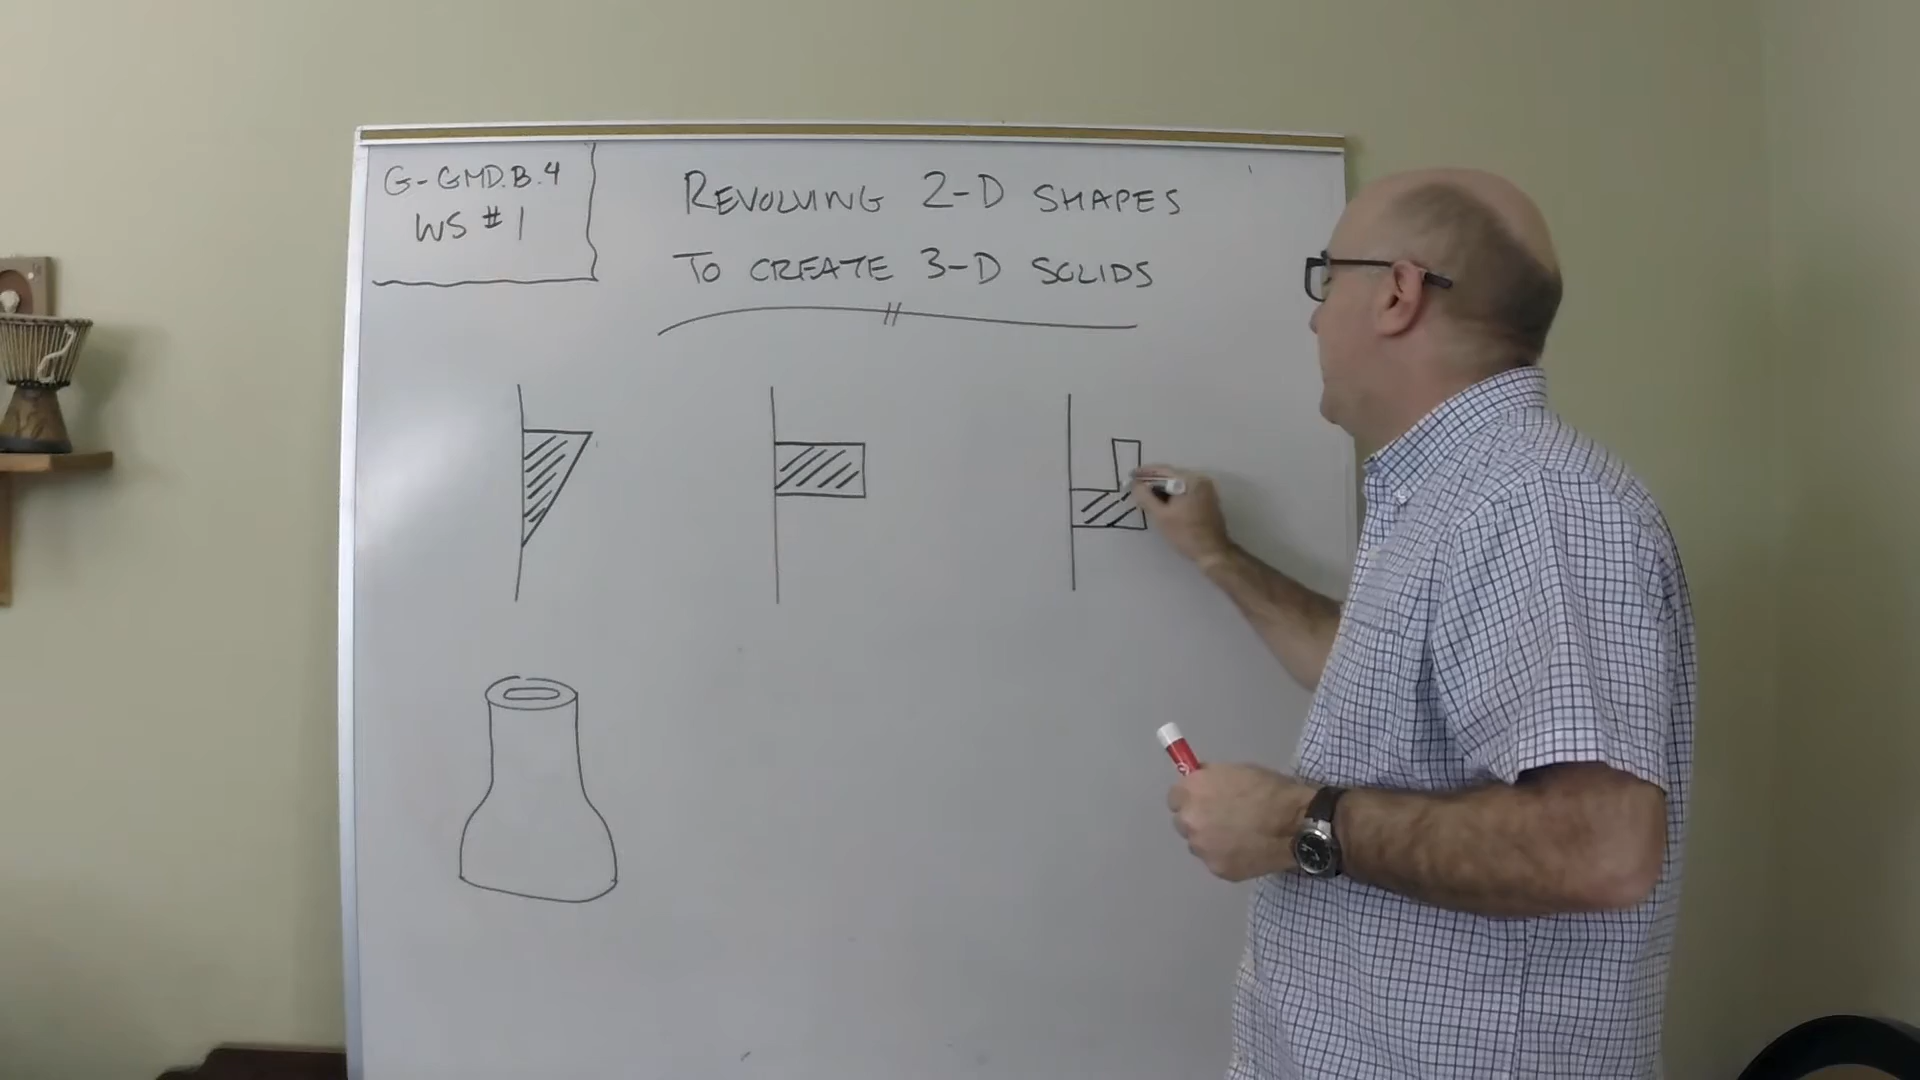 G-GMD.B.4
WS #1
REVOLVING 2-D SHAPES
TO CREATE 3-D SOLIDS